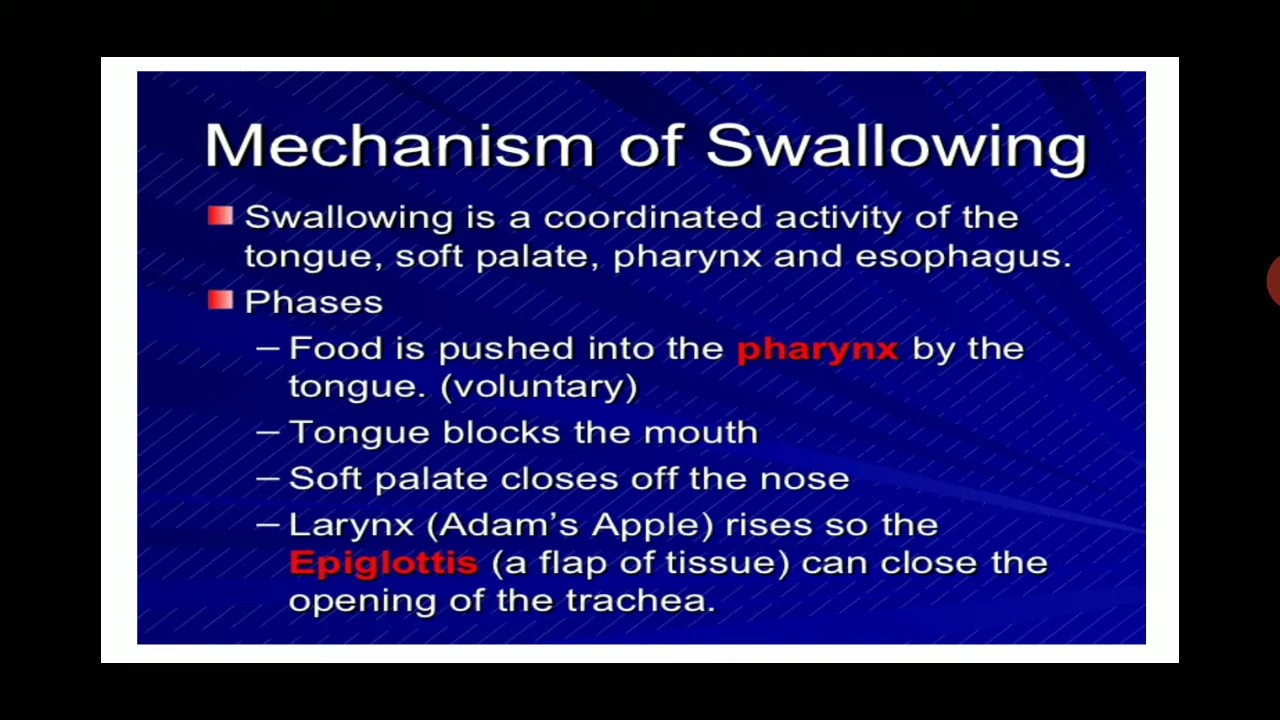 Mechanism of Swallowing
Swallowing is a coordinated activity of the
tongue, soft palate, pharynx and esophagus.
Phases
– Food is pushed into the pharynx by the
tongue. (voluntary)
– Tongue blocks the mouth
– Soft palate closes off the nose
– Larynx (Adam’s Apple) rises so the
Epiglottis (a flap of tissue) can close the
opening of the trachea.